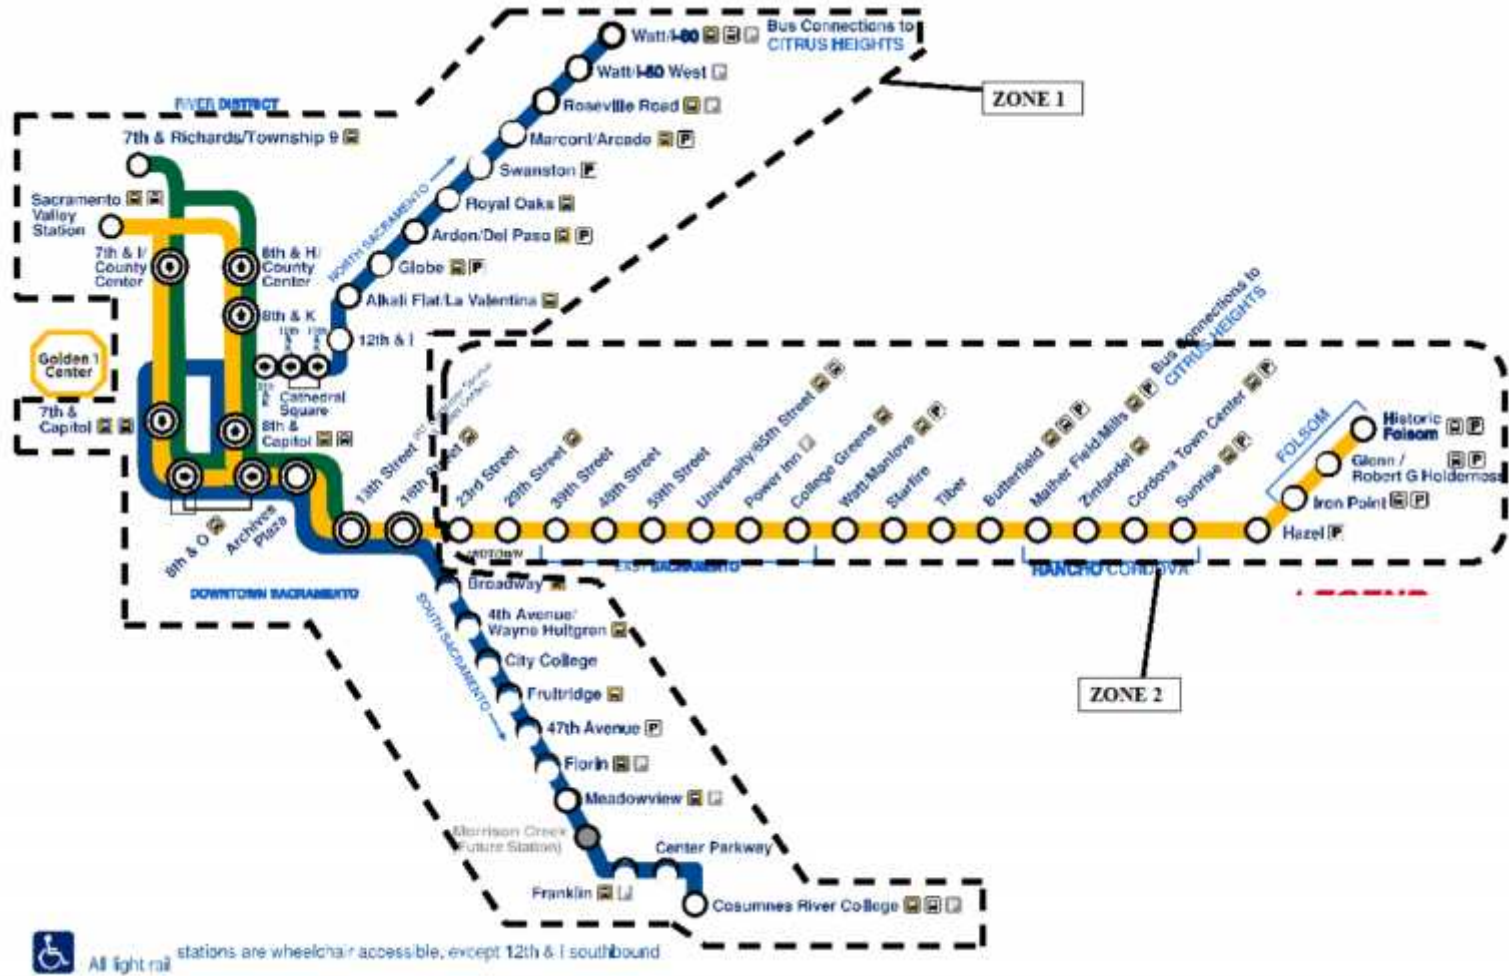 Watt/I-80
Bus Connections to
CITRUS HEIGHTS
Watt/I-80 West
ZONE 1
RIVER DISTRICT
Roseville Road
7th & Richards/Township 9
Marconi/Arcade
Swanston
Sacramento
Valley
Station
Royal Oaks
NORTH SACRAMENTO
Arden/Del Paso
7th & I/
County
Center
8th & H/
County
Center
Globe
Alkali Flat/La Valentina
8th & K
12th & I
Golden 1
Center
Cathedral
Square
7th &
Capitol
8th &
Capitol
13th Street
16th Street
23rd Street
29th Street
39th Street
48th Street
59th Street
University/65th Street
Power Inn
College Greens
Watt/Manlove
Starfire
Tiber
Butterfield
Mather Field/Mills
Bus Connections to
CITRUS HEIGHTS
Zinfandel
Cordova Town Center
Sunrise
FOLSOM
Historic
Folsom
Glenn /
Robert G Holderness
Iron Point
Hazel
8th & O
Archives
Plaza
MIDTOWN
EAST SACRAMENTO
RANCHO CORDOVA
DOWNTOWN SACRAMENTO
Broadway
SOUTH SACRAMENTO
4th Avenue/
Wayne Hultgren
City College
Fruitridge
47th Avenue
Florin
Meadowview
ZONE 2
Morrison Creek
(Future Station)
Center Parkway
Franklin
Cosumnes River College
All light rail stations are wheelchair accessible, except 12th & I southbound